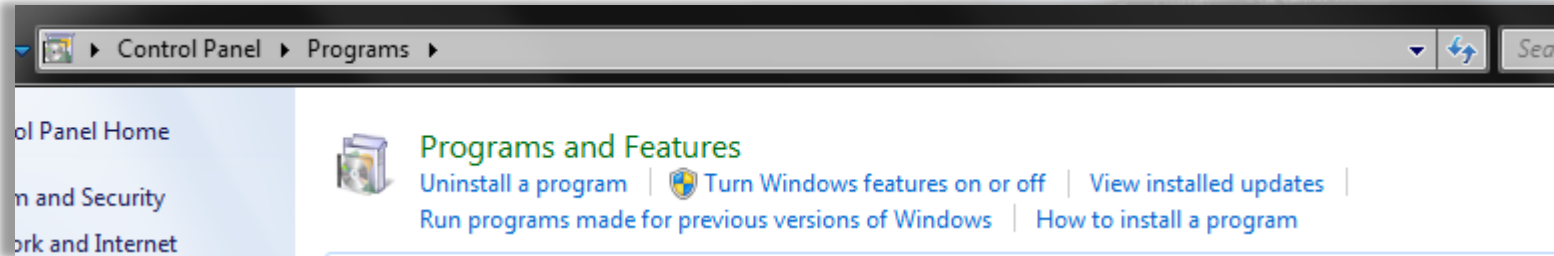 Control Panel Programs Sea
ol Panel Home
Programs and Features
m and Security
Uninstall a program Turn Windows features on or off View installed updates
ork and Internet
Run programs made for previous versions of Windows How to install a program